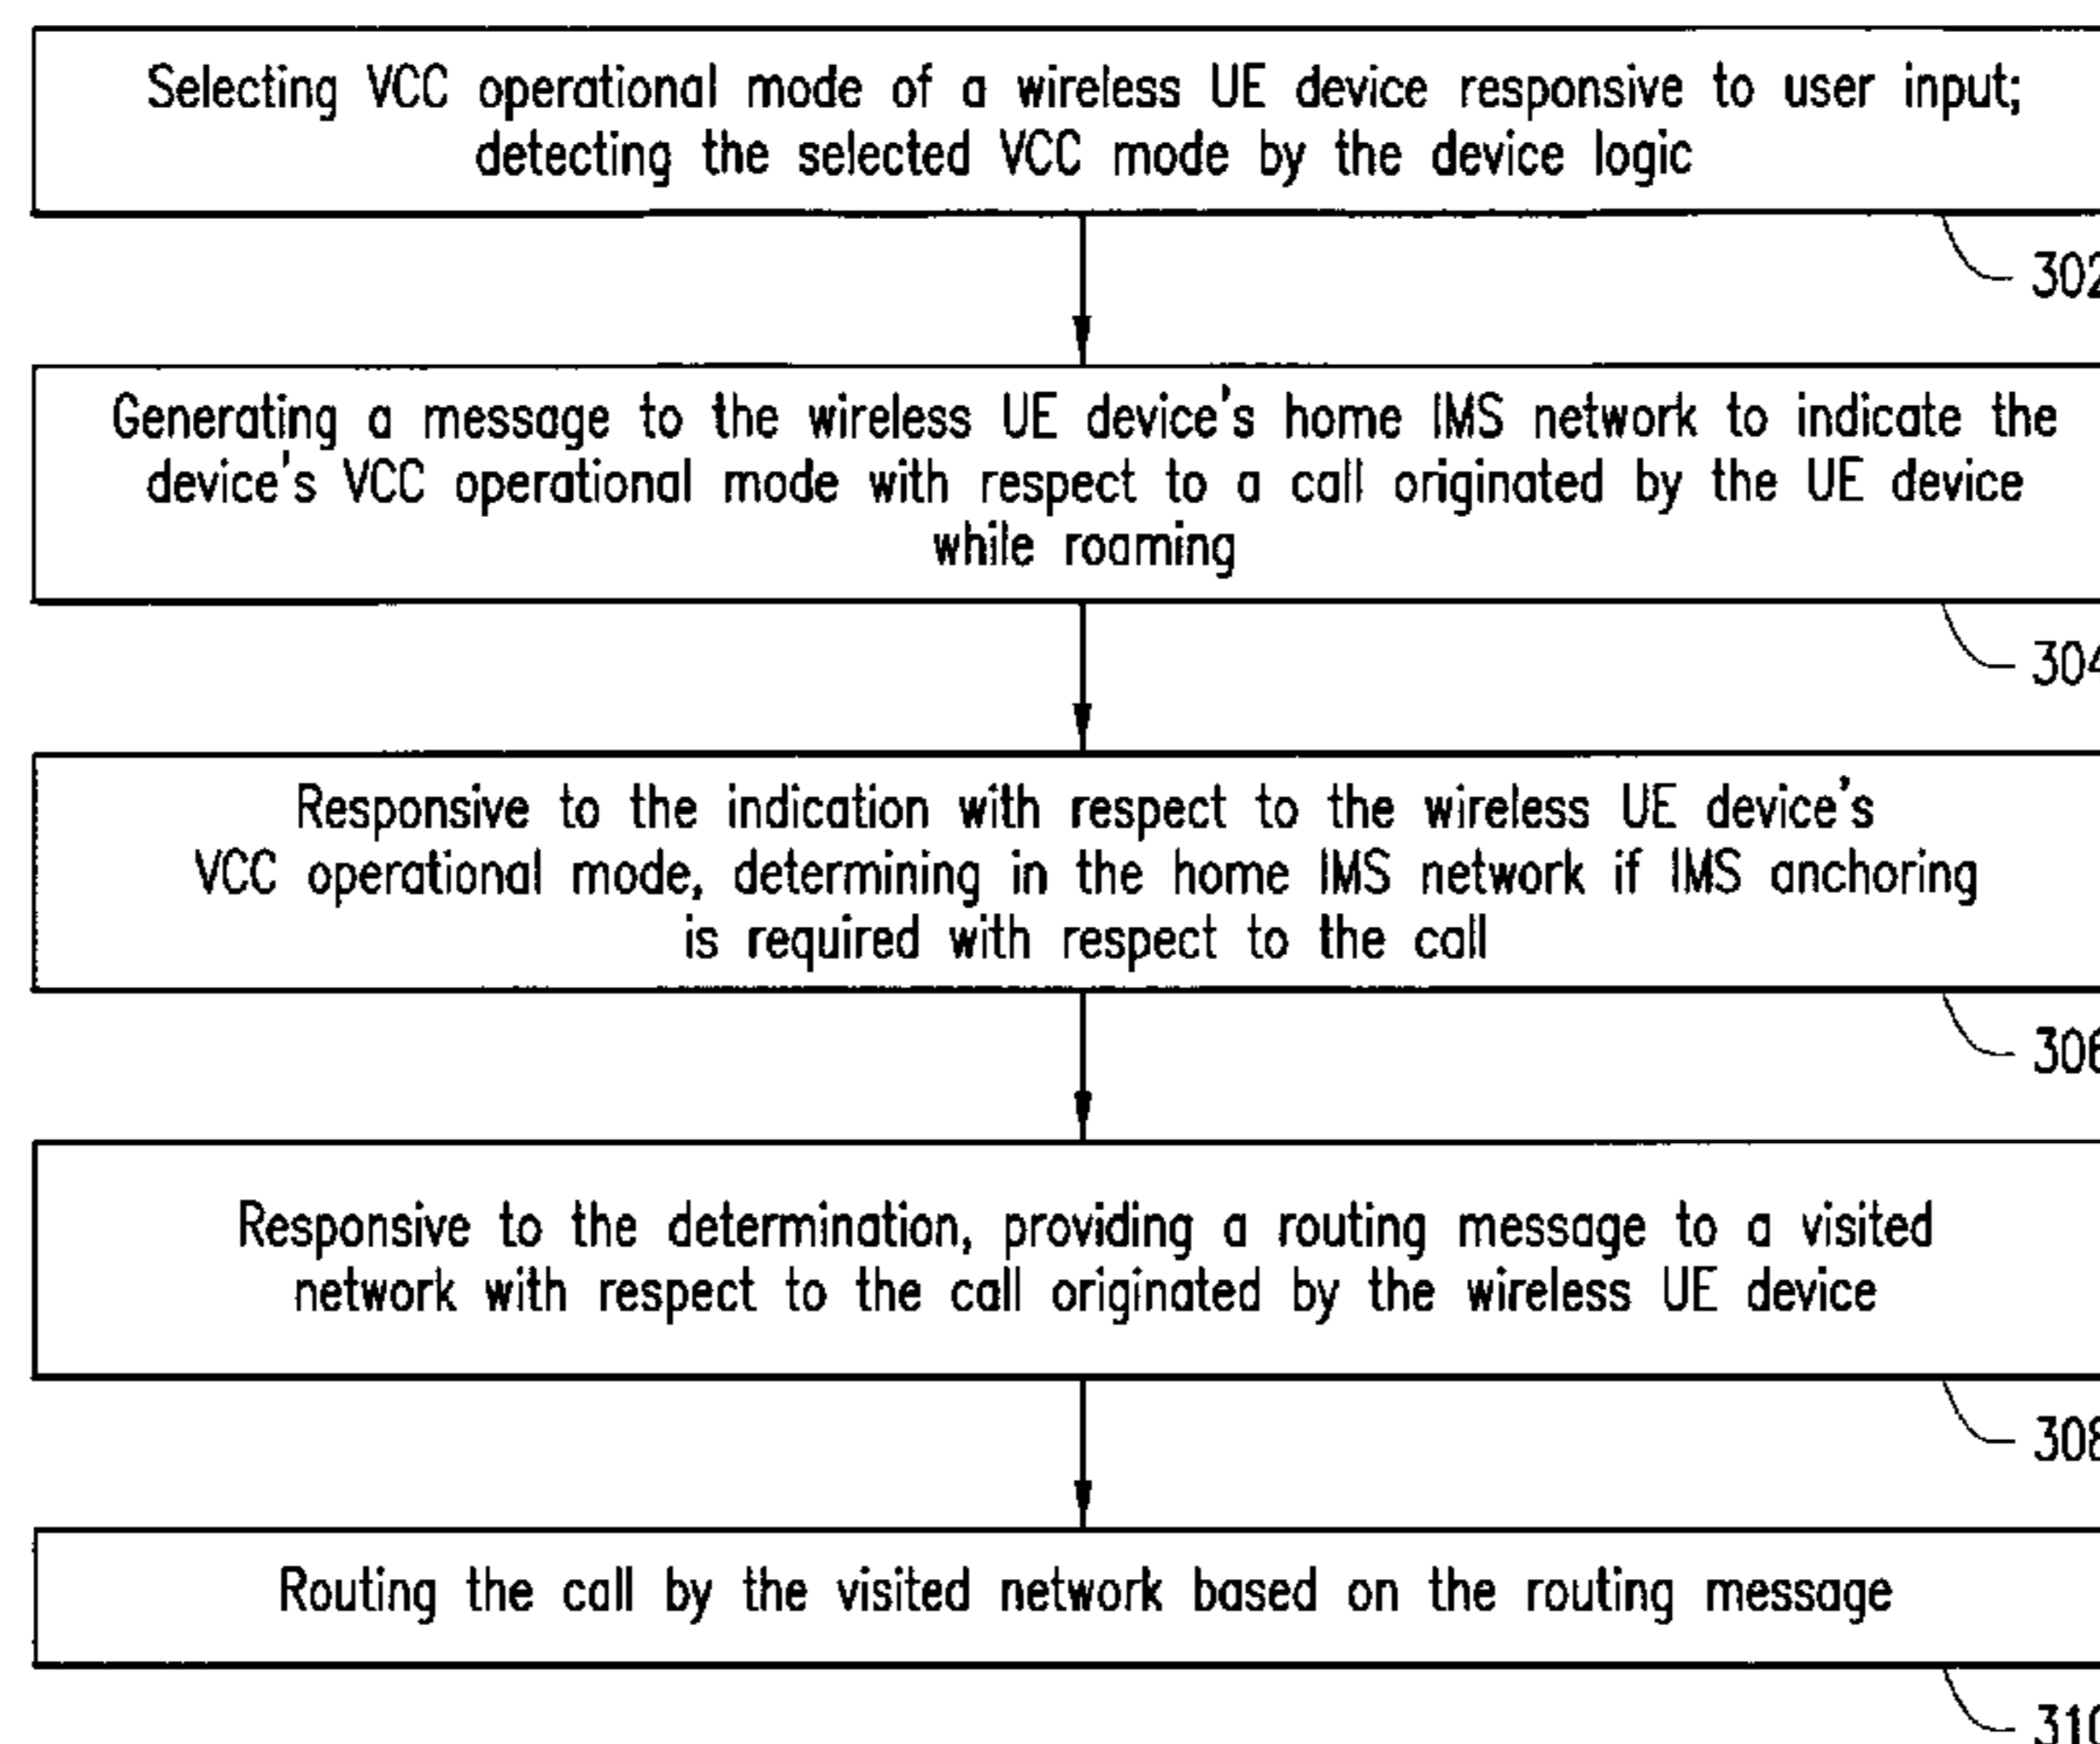 Selecting VCC operational mode of a wireless UE device responsive to user input;
detecting the selected VCC mode by the device logic
302
Generating a message to the wireless UE device's home IMS network to indicate the
device's VCC operational mode with respect to a call originated by the UE device
while roaming
304
Responsive to the indication with respect to the wireless UE device's
VCC operational mode, determining in the home IMS network if IMS anchoring
is required with respect to the call
306
Responsive to the determination, providing a routing message to a visited
network with respect to the call originated by the wireless UE device
308
Routing the call by the visited network based on the routing message
310